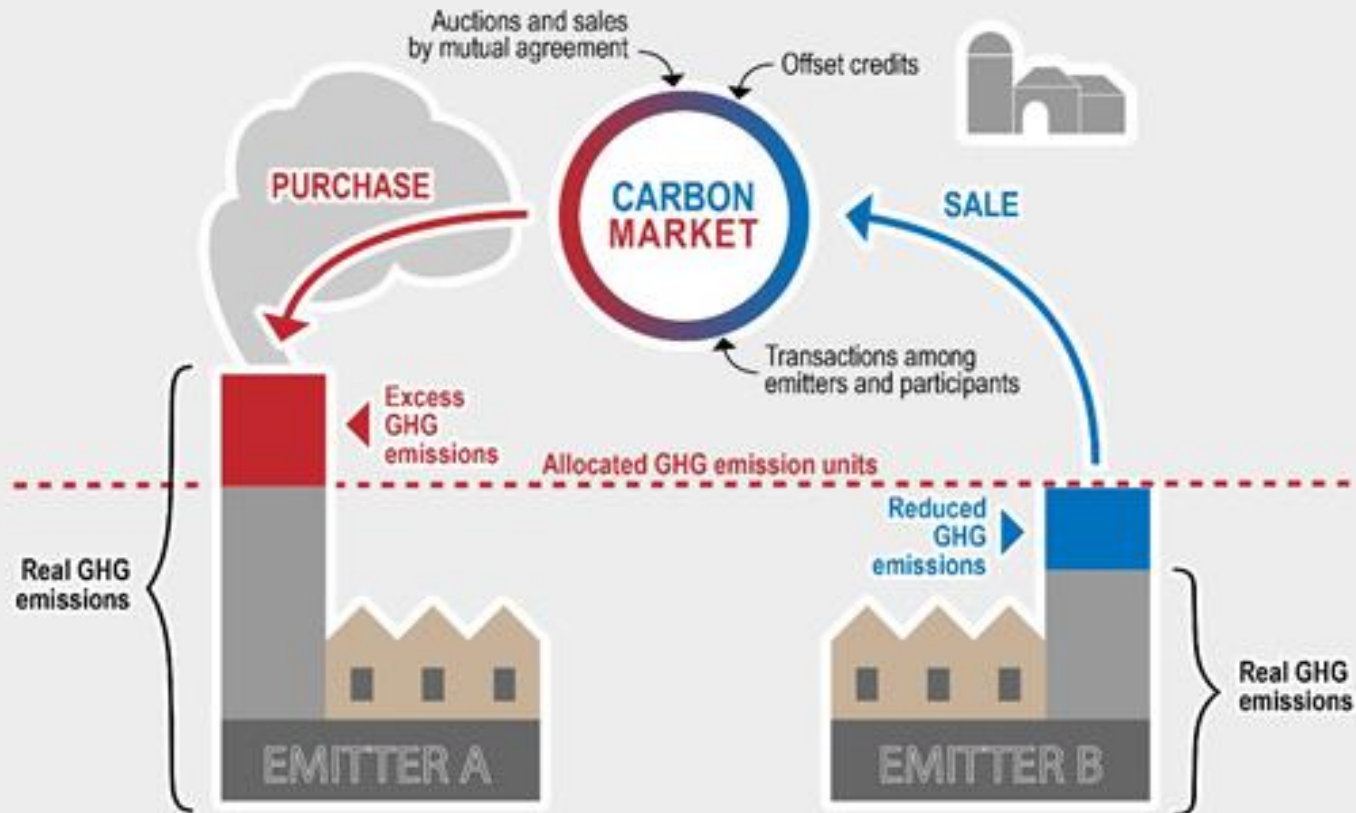 Auctions and sales
by mutual agreement
Offset credits
PURCHASE
CARBON
MARKET
SALE
Transactions among
emitters and participants
Excess
GHG
emissions
Allocated GHG emission units
Reduced
GHG
emissions
Real GHG
emissions
Real GHG
emissions
EMITTER A
EMITTER B